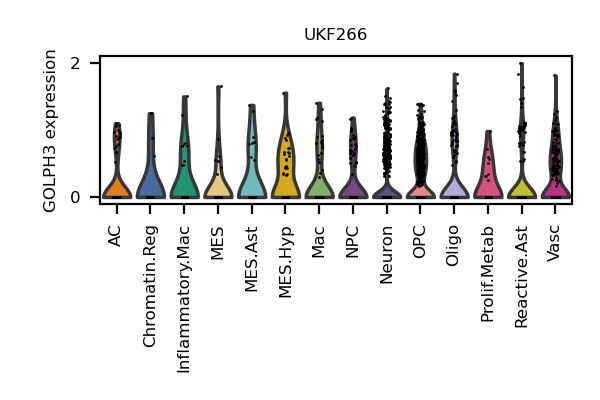 UKF266
GOLPH3 expression
2
0
AC
Chromatin.Reg
Inflammatory.Mac
MES
MES.Ast
MES.Hyp
Mac
NPC
Neuron
OPC
Oligo
Prolif.Metab
Reactive.Ast
Vasc